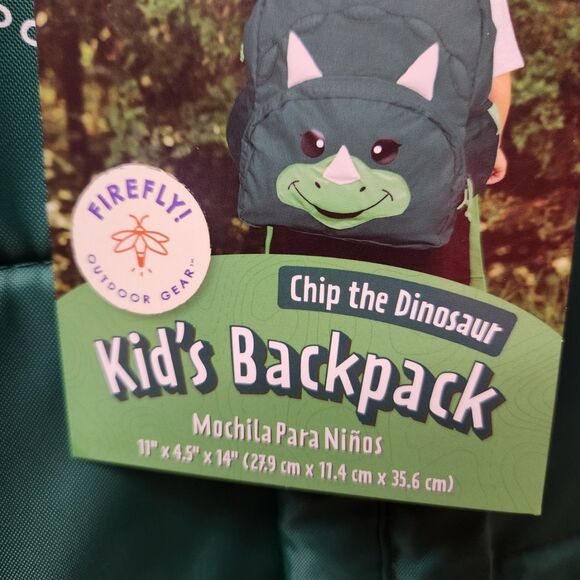 FIREFLY!
OUTDOOR GEAR™
Chip the Dinosaur
Kid's Backpack
Mochila Para Niños
11" x 4.5" x 14" (27.9 cm x 11.4 cm x 35.6 cm)